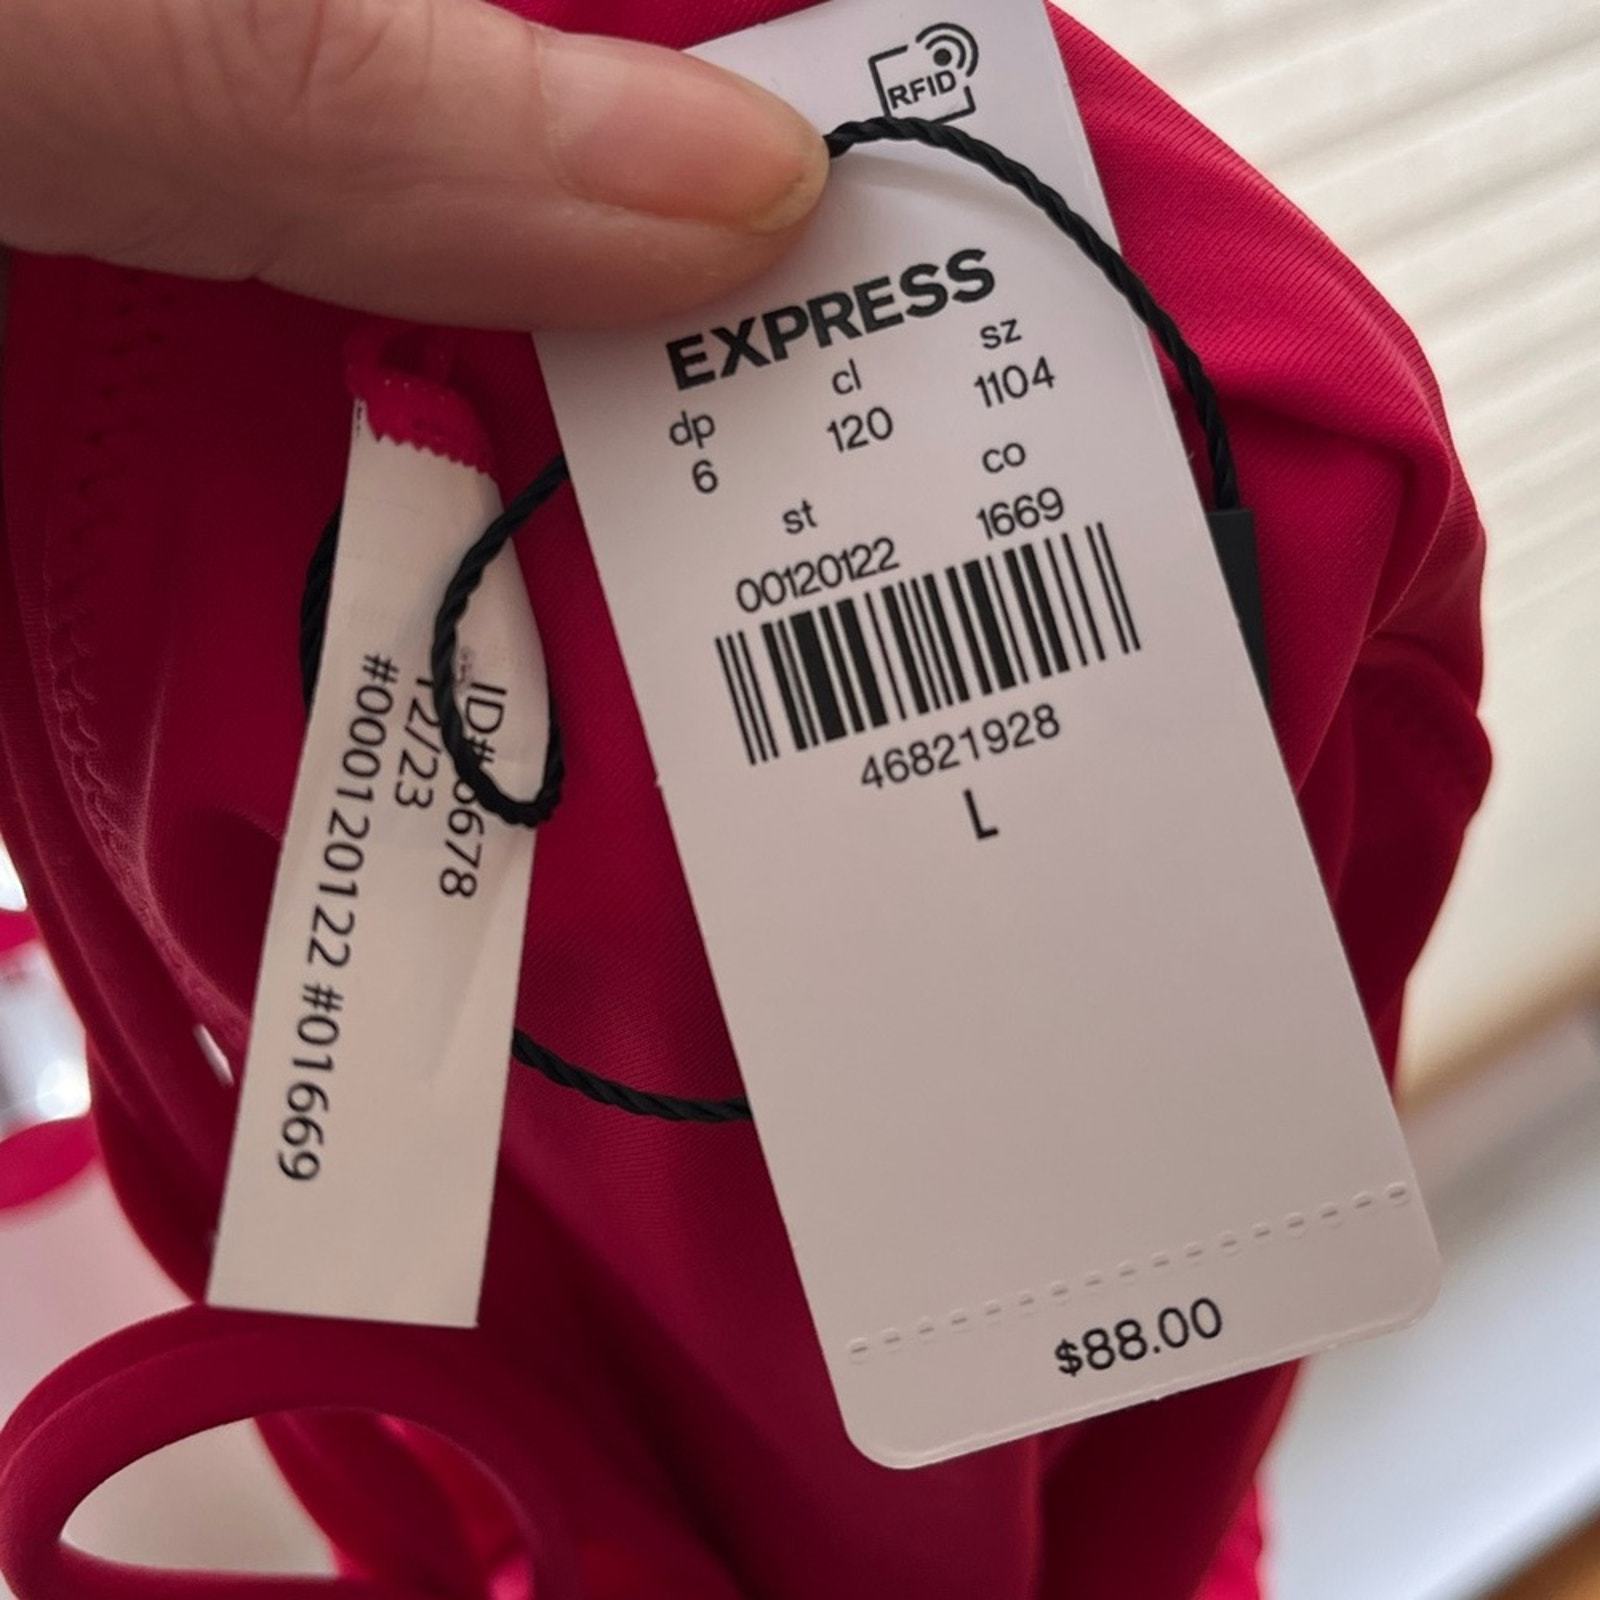 RFID
EXPRESS
dp cl sz
6 120 1104
st co
00120122 1669
46821928
L
$88.00
12/23
#000120122 #01669